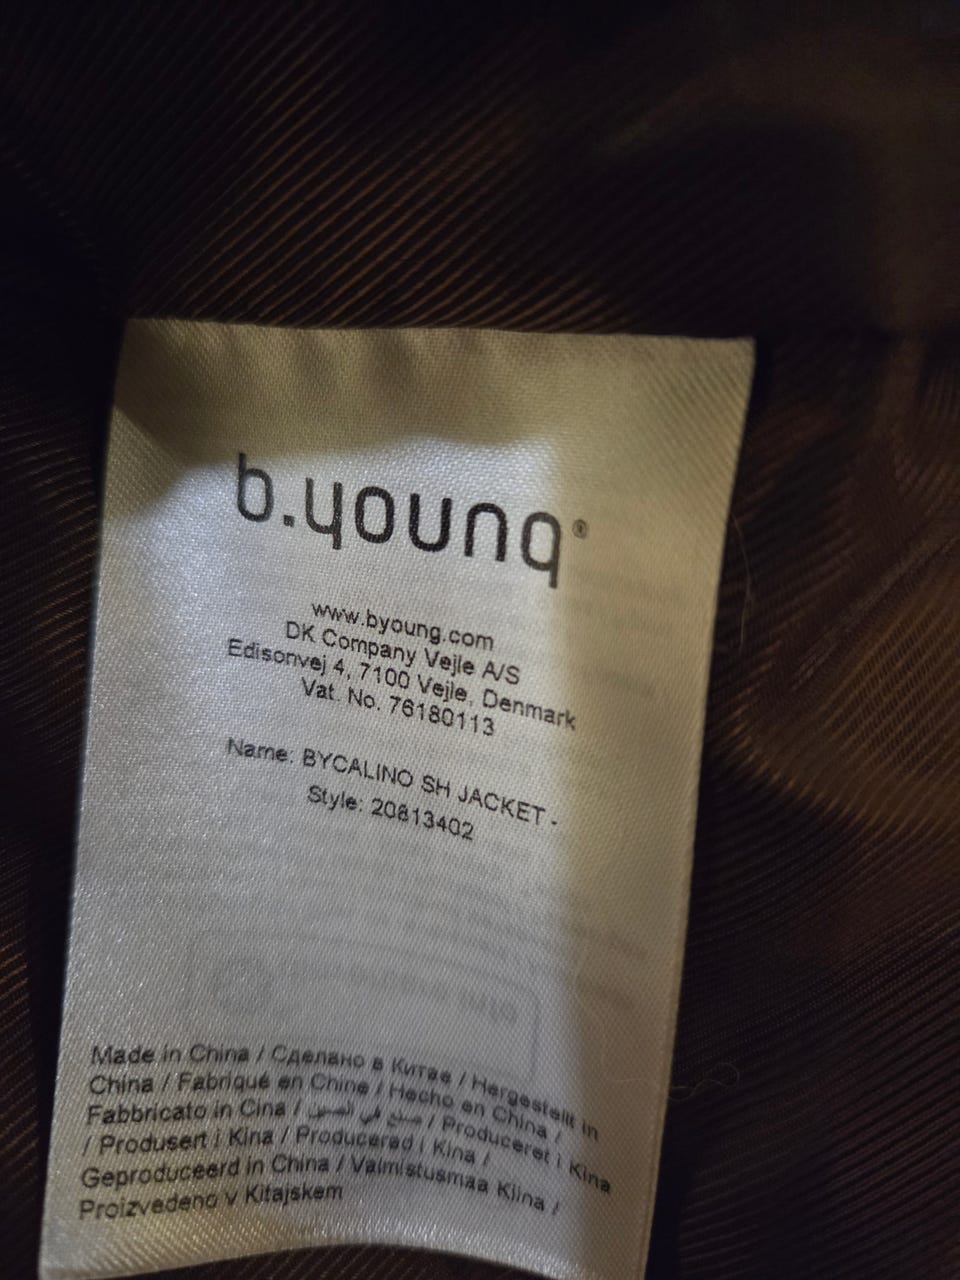 b.young®
www.byoung.com
DK Company Vejle A/S
Edisonvej 4, 7100 Vejle, Denmark
Vat. No. 76180113
Name: BYCALINO SH JACKET -
Style: 20813402
Made in China / Сделано в Китае / Hergestellt in
China / Fabriqué en Chine / Hecho en China /
Fabbricato in Cina / صنع في الصين / Produceret i Kina
/ Produsert i Kina / Producerad i Kina /
Geproduceerd in China / Valmistusmaa Kiina /
Proizvedeno v Kitajskem